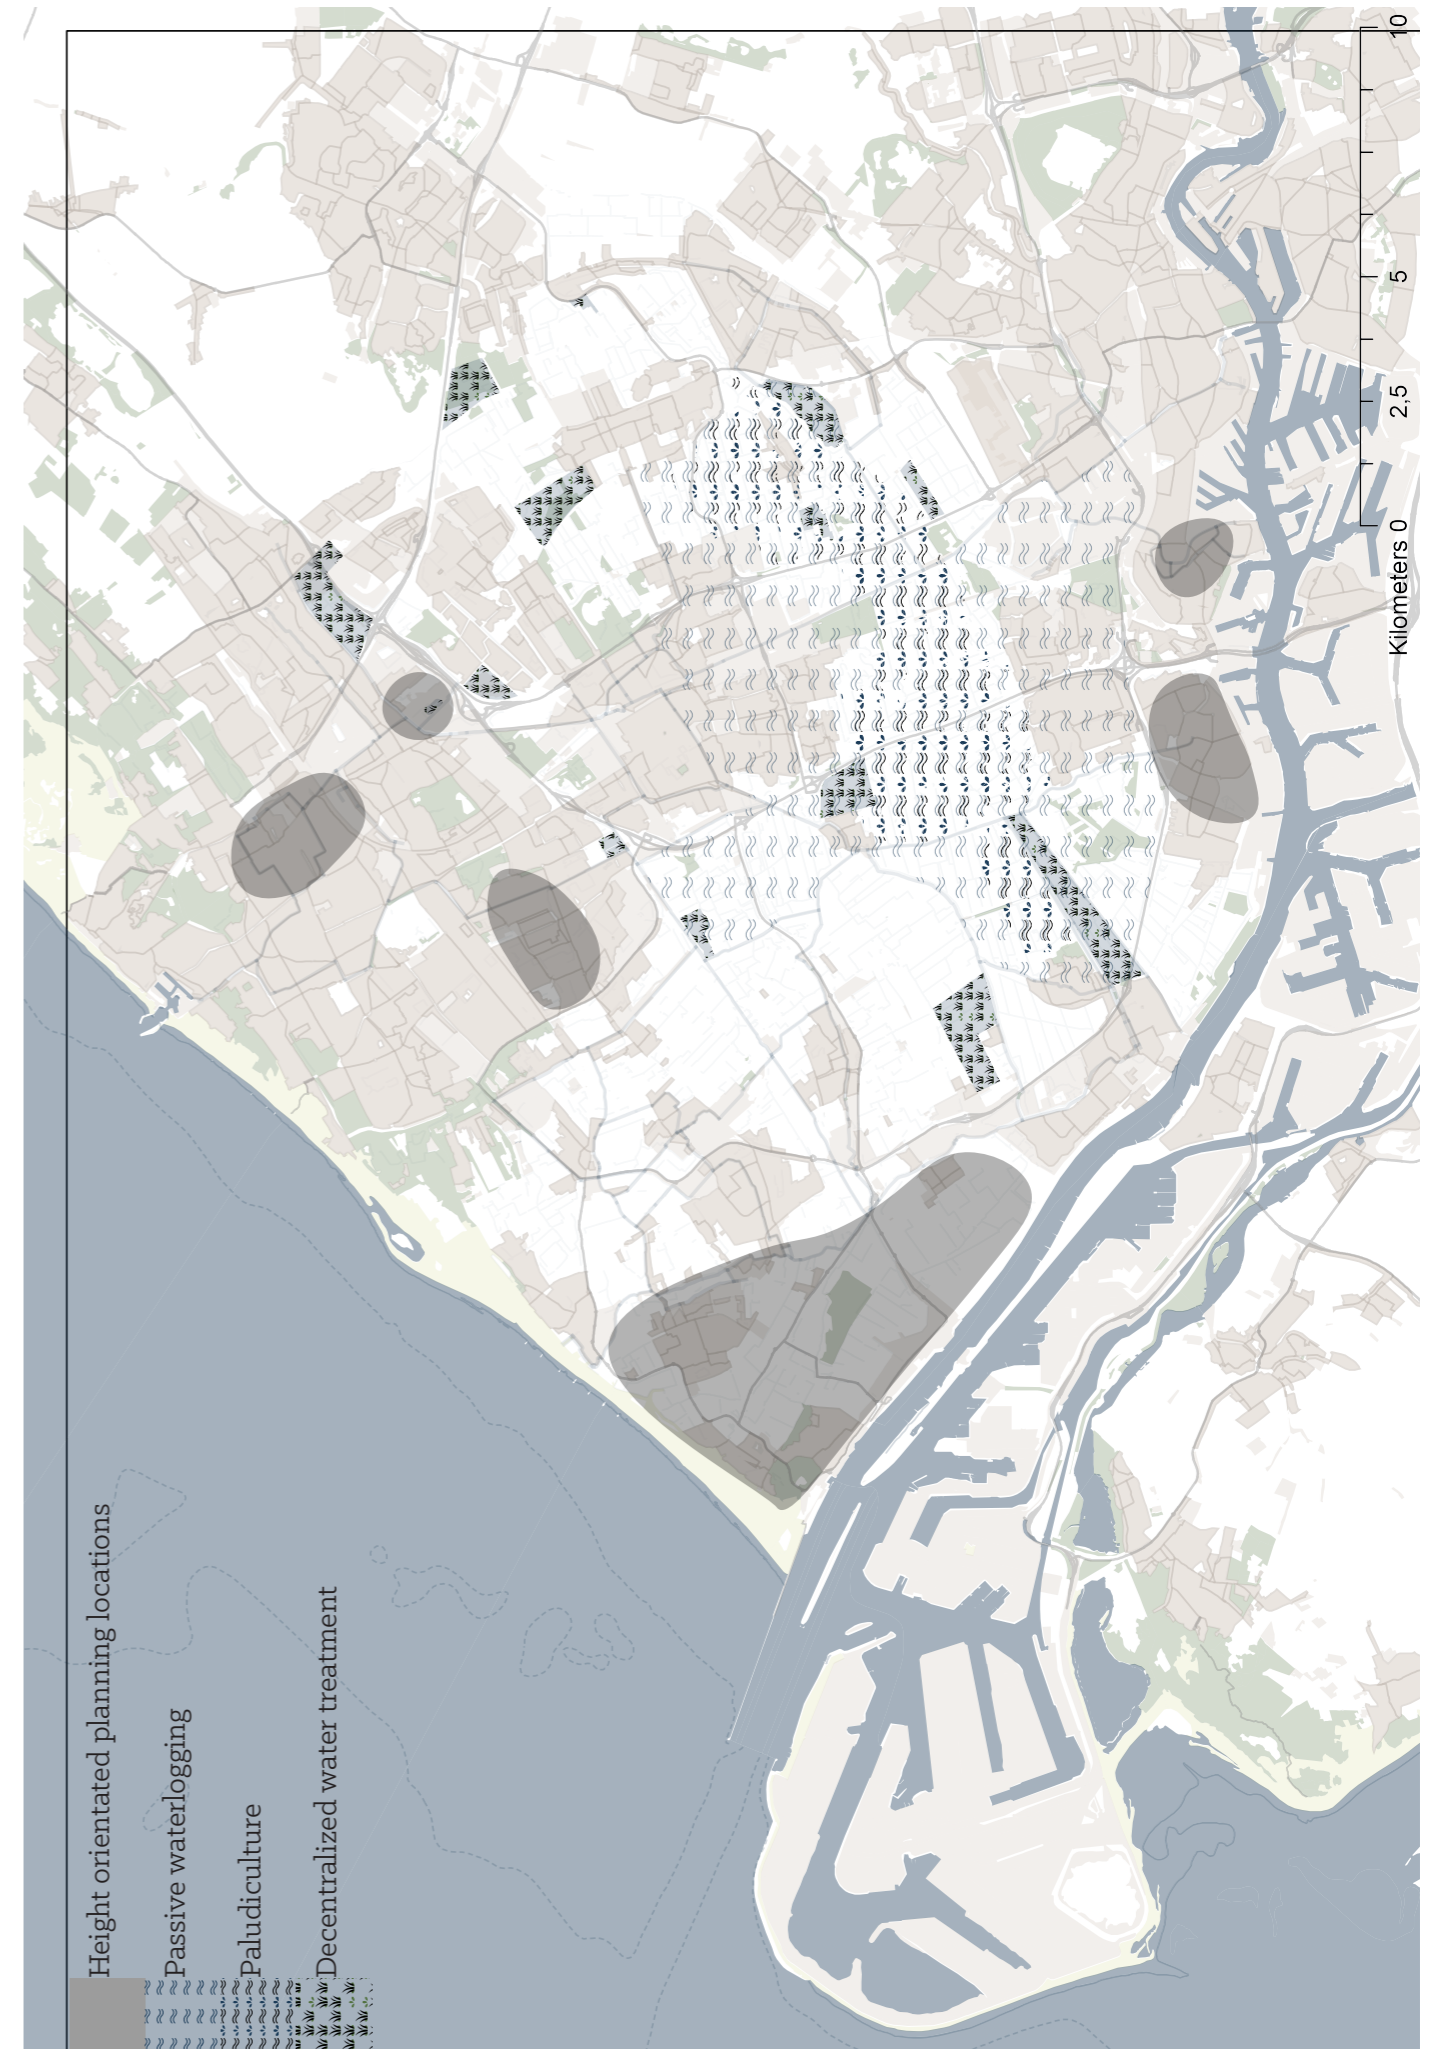 Height orientated planning locations
Passive waterlogging
Paludiculture
Decentralized water treatment
Kilometers 0 2,5 5 10